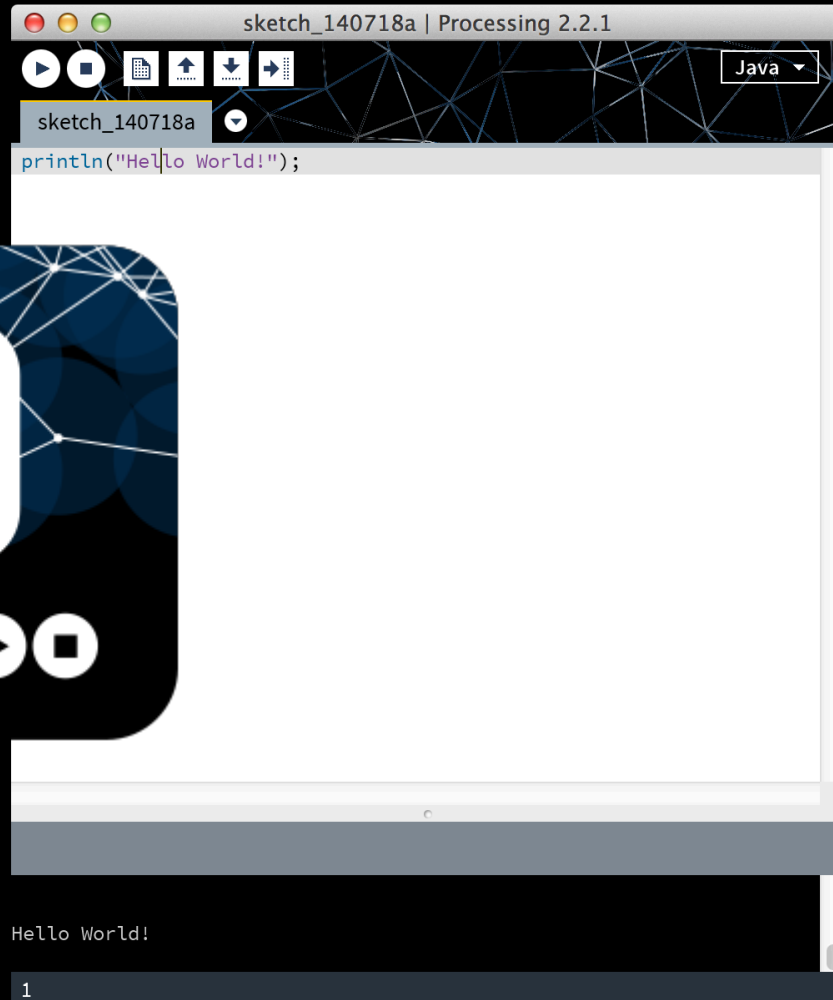 sketch_140718a | Processing 2.2.1
Java
sketch_140718a
println("Hello World!");
Hello World!
1